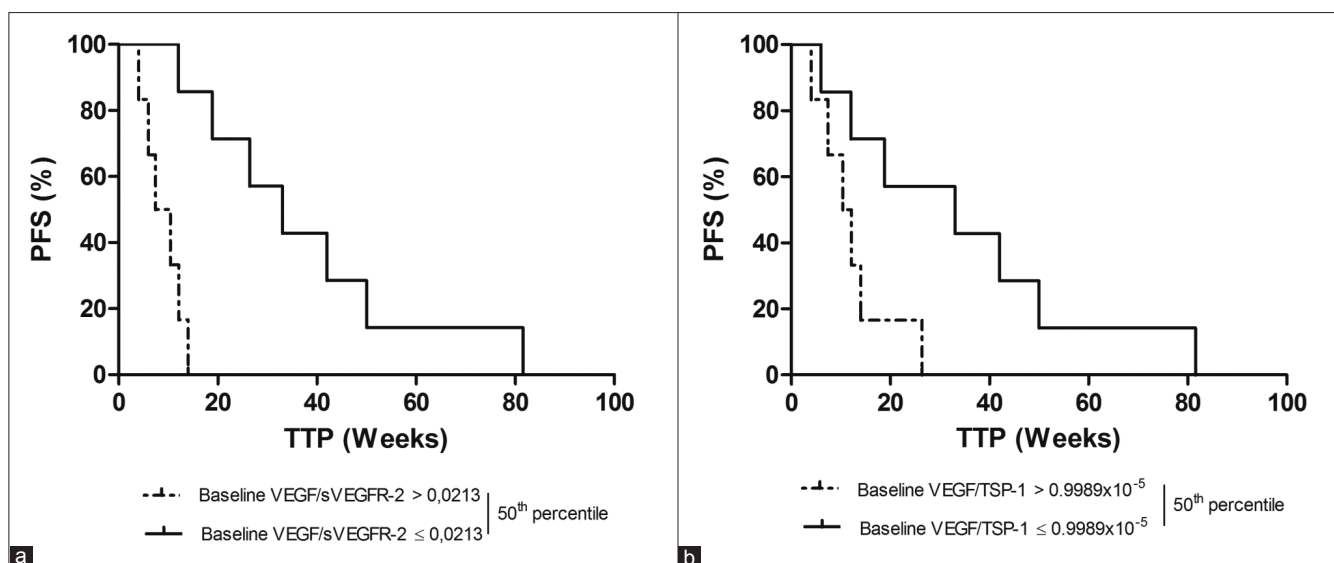 100
80
60
40
20
0
PFS (%)
0 20 40 60 80 100
TTP (Weeks)
Baseline VEGF/sVEGFR-2 > 0,0213
Baseline VEGF/sVEGFR-2 ≤ 0,0213
50th percentile
a
100
80
60
40
20
0
PFS (%)
0 20 40 60 80 100
TTP (Weeks)
Baseline VEGF/TSP-1 > 0.9989x10-5
Baseline VEGF/TSP-1 ≤ 0.9989x10-5
50th percentile
b